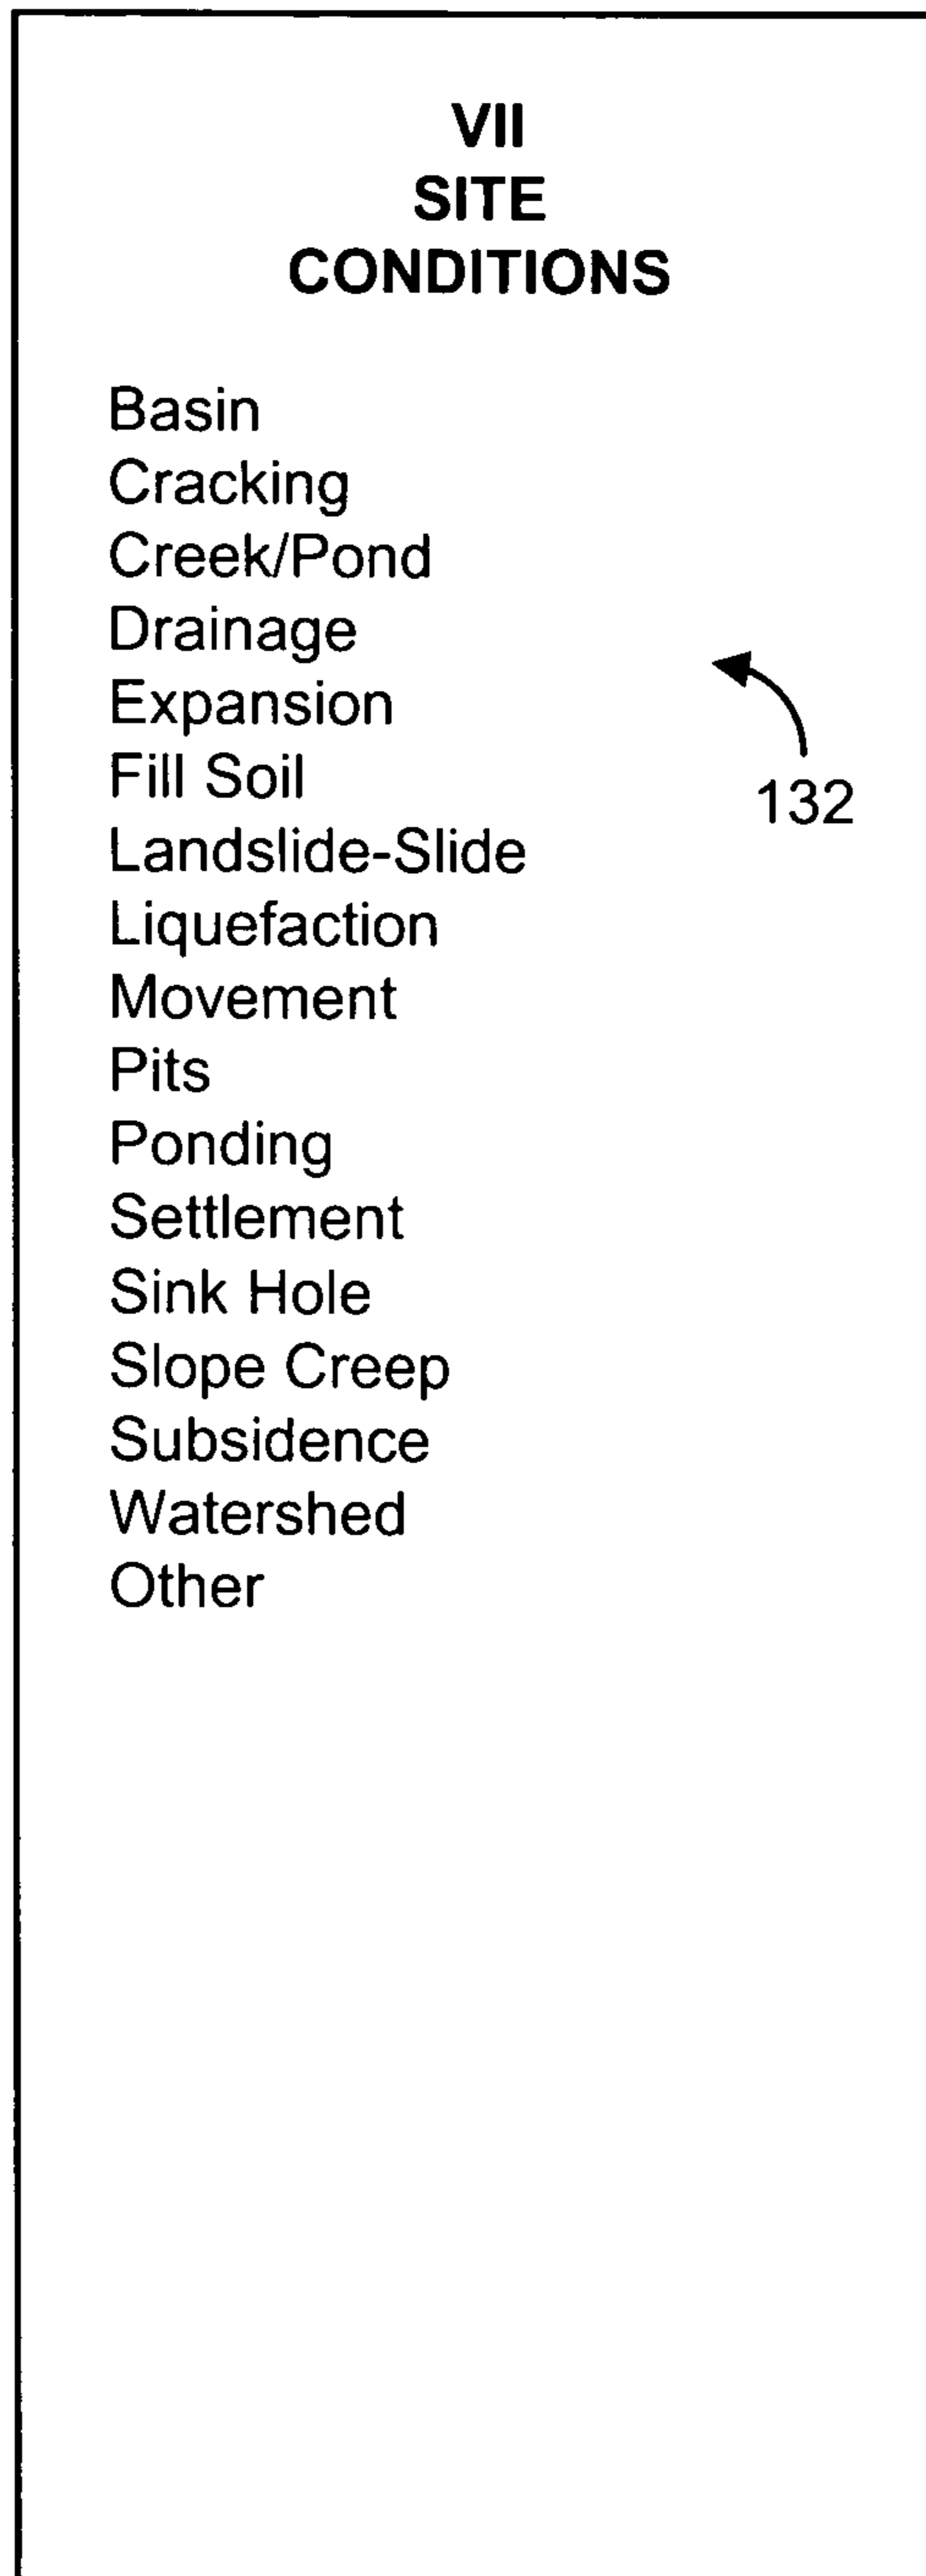 VII
SITE
CONDITIONS
Basin
Cracking
Creek/Pond
Drainage
Expansion
Fill Soil
132
Landslide-Slide
Liquefaction
Movement
Pits
Ponding
Settlement
Sink Hole
Slope Creep
Subsidence
Watershed
Other